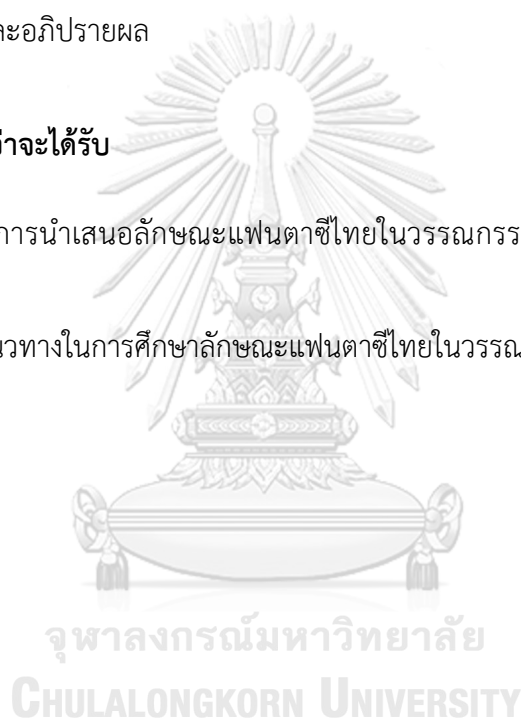 ละอภิปรายผล
ว่าจะได้รับ
การนำเสนอลักษณะแฟนตาซีไทยในวรรณกรร
นวทางในการศึกษาลักษณะแฟนตาซีไทยในวรรณ
จุฬาลงกรณ์มหาวิทยาลัย
CHULALONGKORN UNIVERSITY